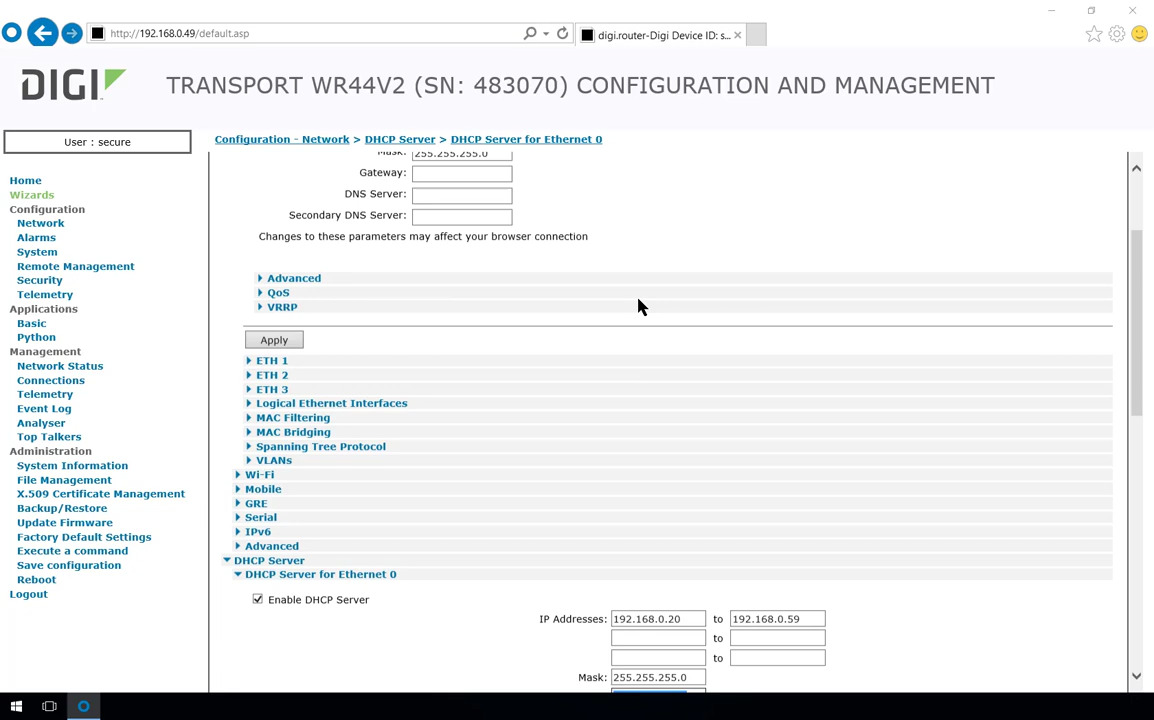 http://192.168.0.49/default.asp
digi.router-Digi Device ID: s...
DIGI
TRANSPORT WR44V2 (SN: 483070) CONFIGURATION AND MANAGEMENT
User : secure
Home
Wizards
Configuration
Network
Alarms
System
Remote Management
Security
Telemetry
Applications
Basic
Python
Management
Network Status
Connections
Telemetry
Event Log
Analyser
Top Talkers
Administration
System Information
File Management
X.509 Certificate Management
Backup/Restore
Update Firmware
Factory Default Settings
Execute a command
Save configuration
Reboot
Logout
Configuration - Network > DHCP Server > DHCP Server for Ethernet 0
Mask: 255.255.255.0
Gateway:
DNS Server:
Secondary DNS Server:
Changes to these parameters may affect your browser connection
Advanced
QoS
VRRP
Apply
ETH 1
ETH 2
ETH 3
Logical Ethernet Interfaces
MAC Filtering
MAC Bridging
Spanning Tree Protocol
VLANs
Wi-Fi
Mobile
GRE
Serial
IPv6
Advanced
DHCP Server
DHCP Server for Ethernet 0
Enable DHCP Server
IP Addresses: 192.168.0.20 to 192.168.0.59
to
to
Mask: 255.255.255.0